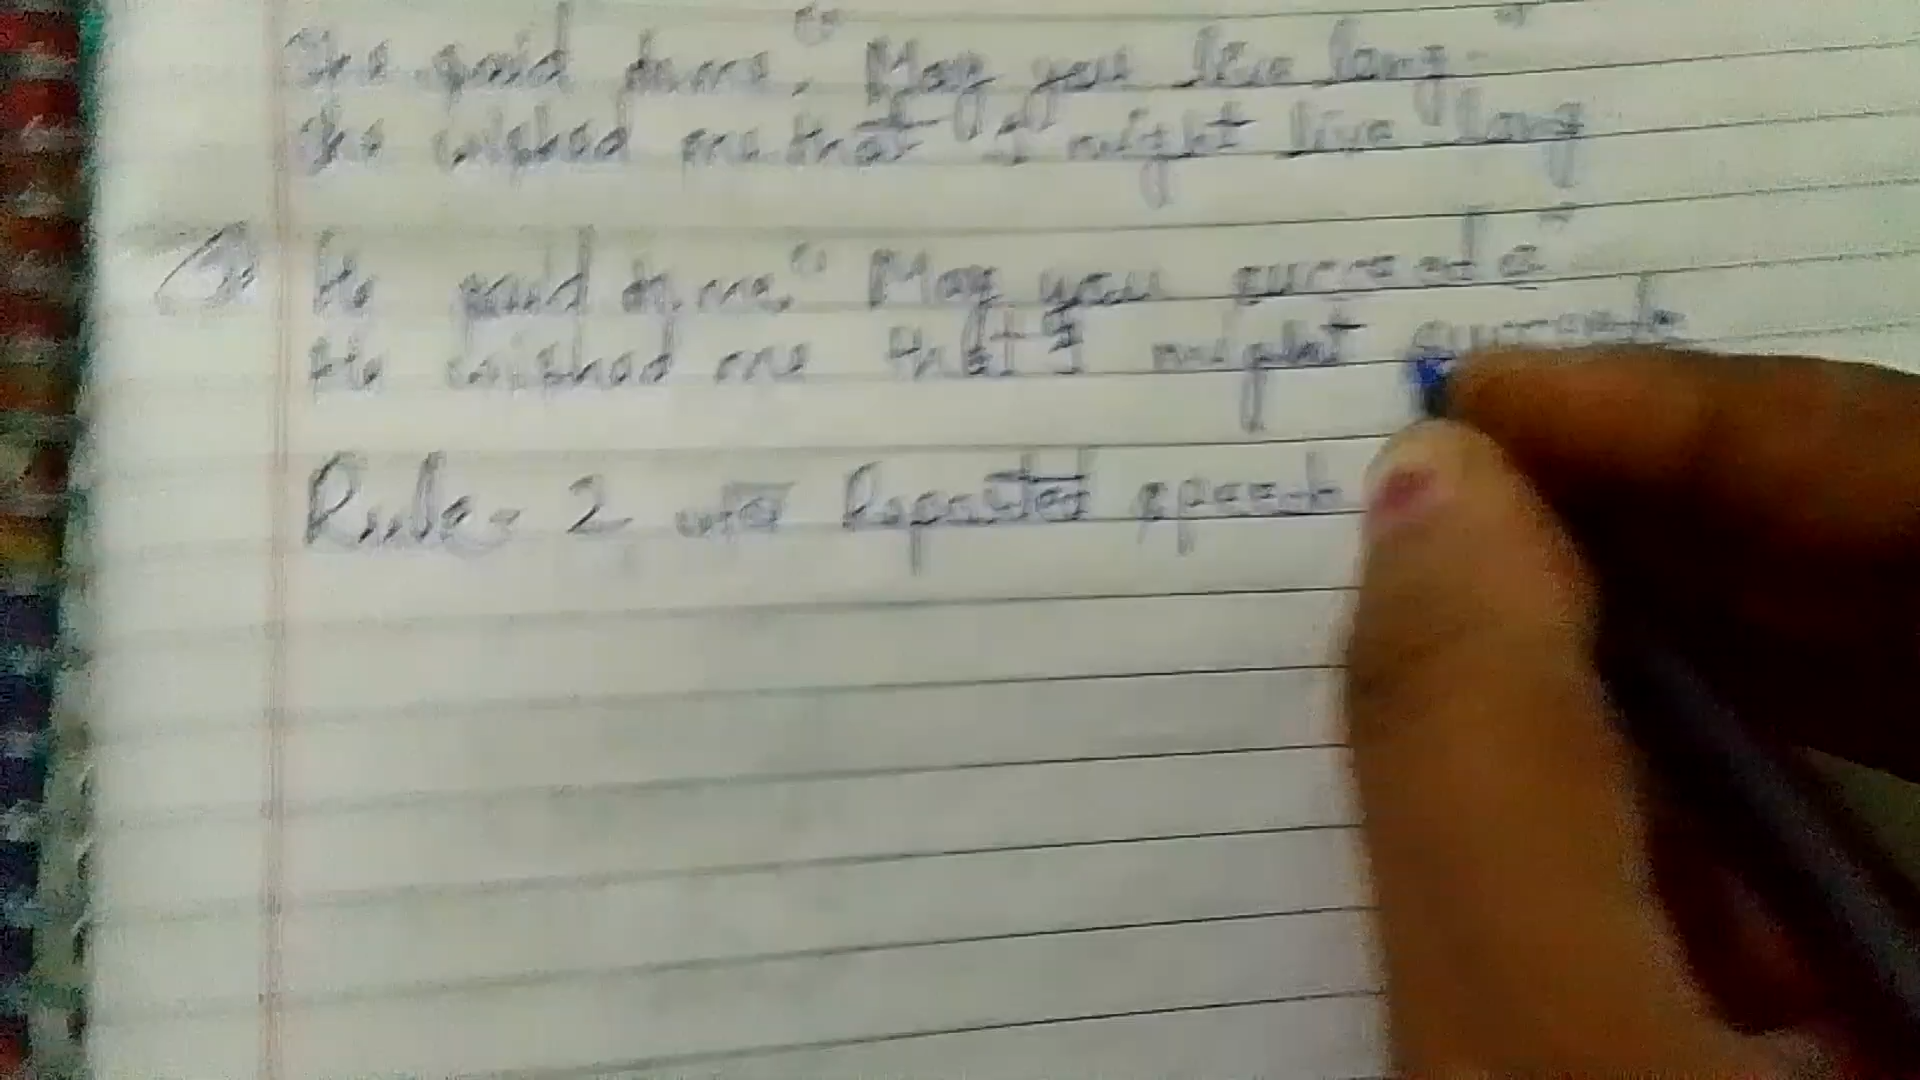 He said to me, "May you live long."
He wished me that I might live long
He said to me, "May you succeed"
He wished me that I might succeed
Rule - 2 Reported speech